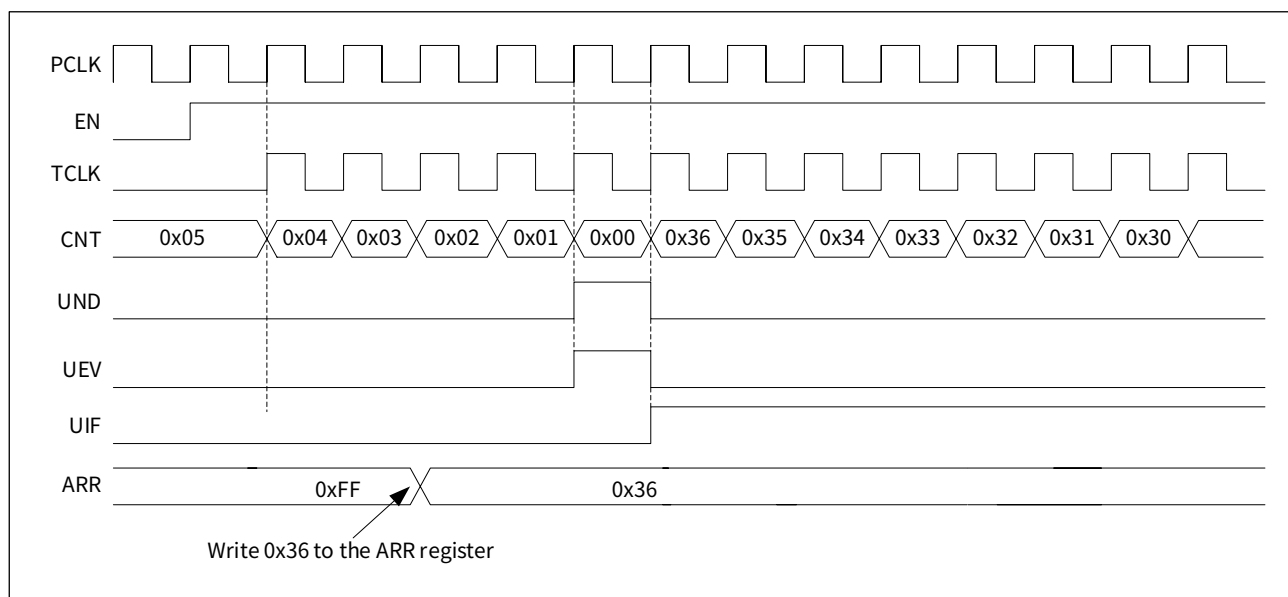 PCLK
EN
TCLK
CNT 0x05 0x04 0x03 0x02 0x01 0x00 0x36 0x35 0x34 0x33 0x32 0x31 0x30
UND
UEV
UIF
ARR 0xFF 0x36
Write 0x36 to the ARR register